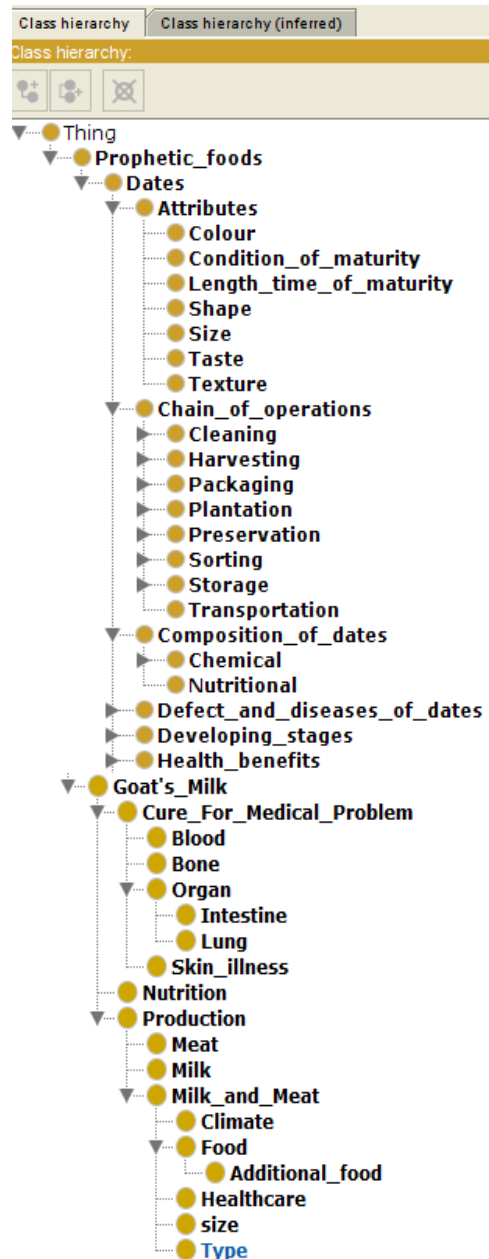 Class hierarchy Class hierarchy (inferred)
Class hierarchy:
Thing
Prophetic_foods
Dates
Attributes
Colour
Condition_of_maturity
Length_time_of_maturity
Shape
Size
Taste
Texture
Chain_of_operations
Cleaning
Harvesting
Packaging
Plantation
Preservation
Sorting
Storage
Transportation
Composition_of_dates
Chemical
Nutritional
Defect_and_diseases_of_dates
Developing_stages
Health_benefits
Goat's_Milk
Cure_For_Medical_Problem
Blood
Bone
Organ
Intestine
Lung
Skin_illness
Nutrition
Production
Meat
Milk
Milk_and_Meat
Climate
Food
Additional_food
Healthcare
size
Type